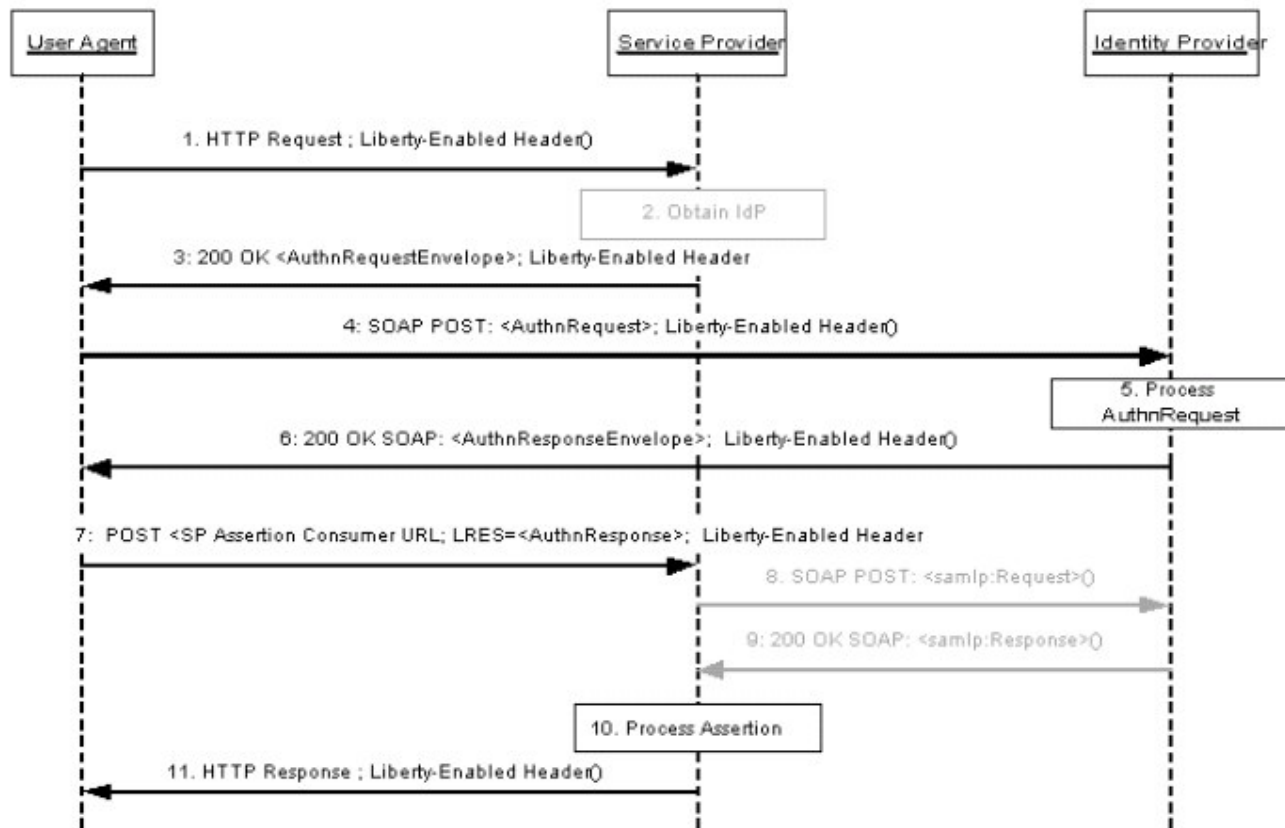 User Agent
Service Provider
Identity Provider
1. HTTP Request ; Liberty-Enabled Header()
2. Obtain IdP
3: 200 OK <AuthnRequestEnvelope>; Liberty-Enabled Header
4: SOAP POST: <AuthnRequest>; Liberty-Enabled Header()
5. Process
AuthnRequest
6: 200 OK SOAP: <AuthnResponseEnvelope>; Liberty-Enabled Header()
7: POST <SP Assertion Consumer URL; LRES=<AuthnResponse>; Liberty-Enabled Header
8. SOAP POST: <samlp:Request>()
9: 200 OK SOAP: <samlp:Response>()
10. Process Assertion
11. HTTP Response ; Liberty-Enabled Header()